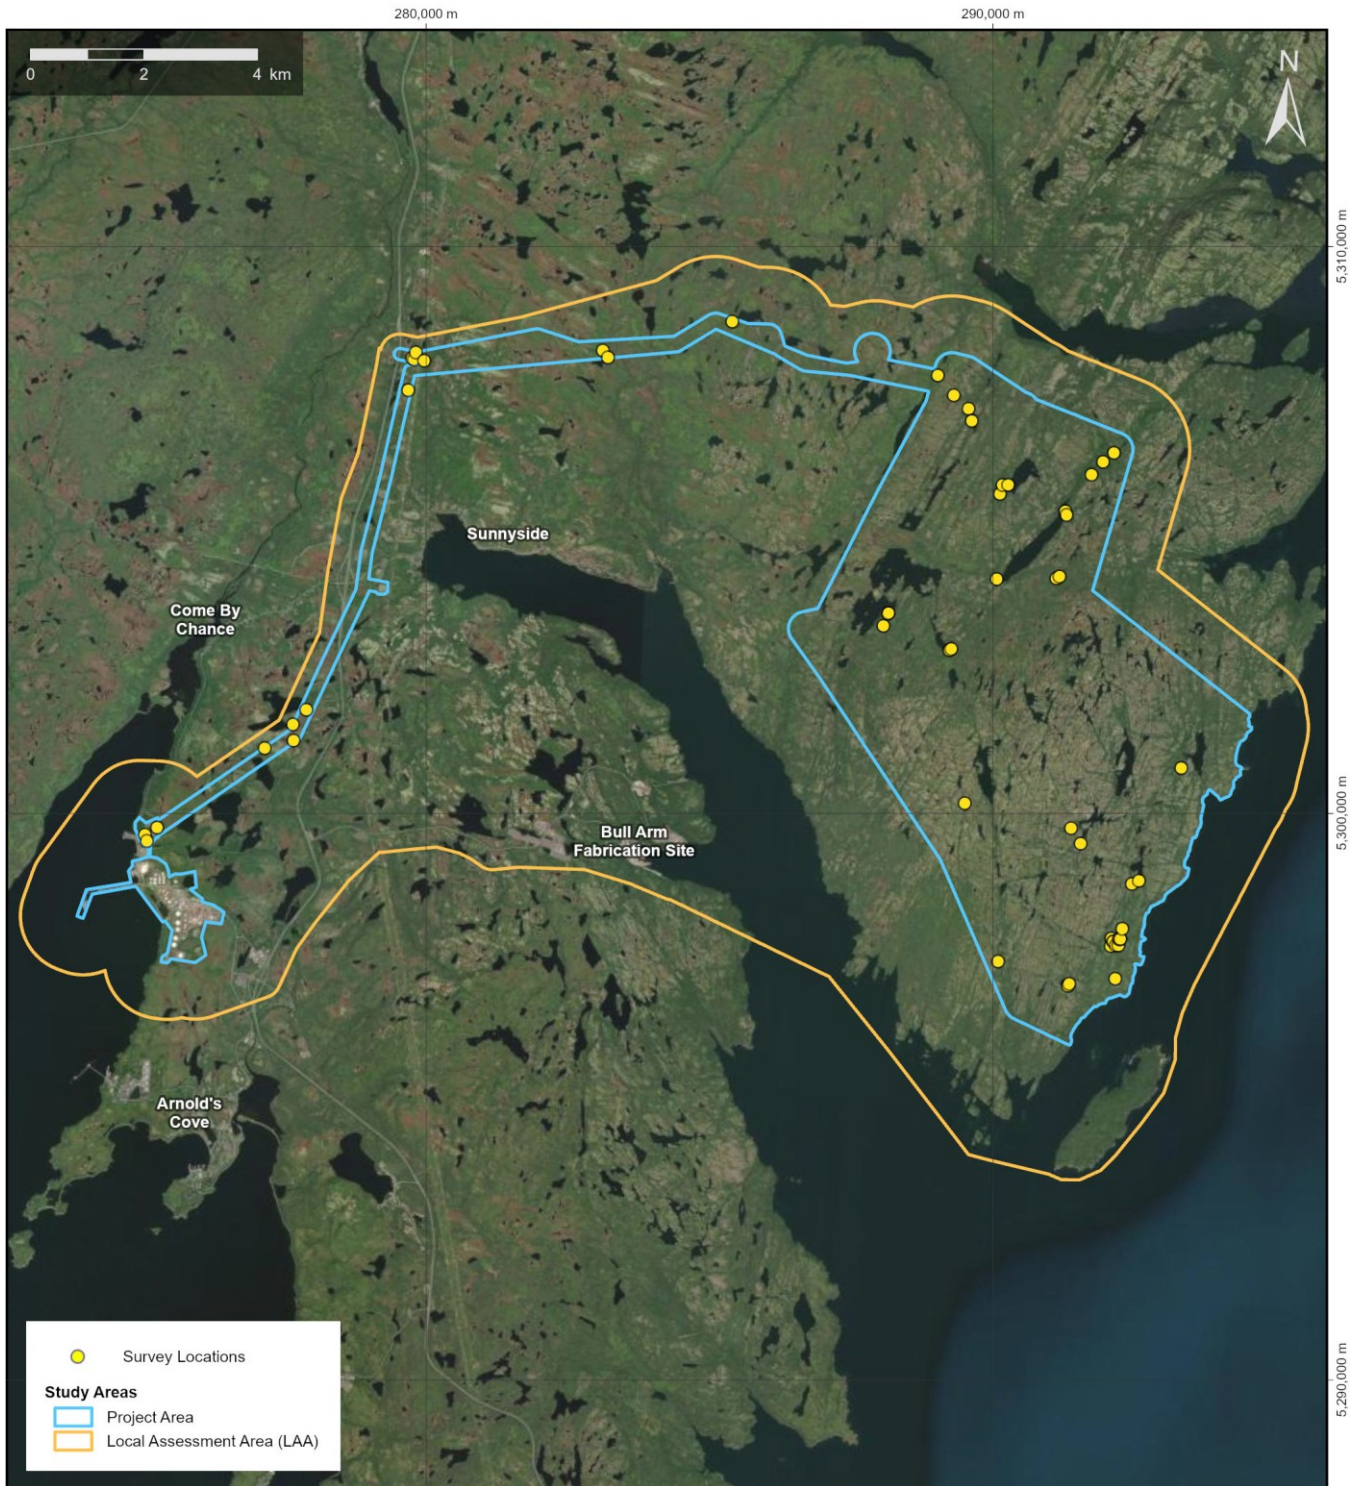 280,000 m
290,000 m
0 2 4 km
N
5,310,000 m
Sunnyside
Come By
Chance
5,300,000 m
Bull Arm
Fabrication Site
Arnold's
Cove
5,290,000 m
Survey Locations
Study Areas
Project Area
Local Assessment Area (LAA)